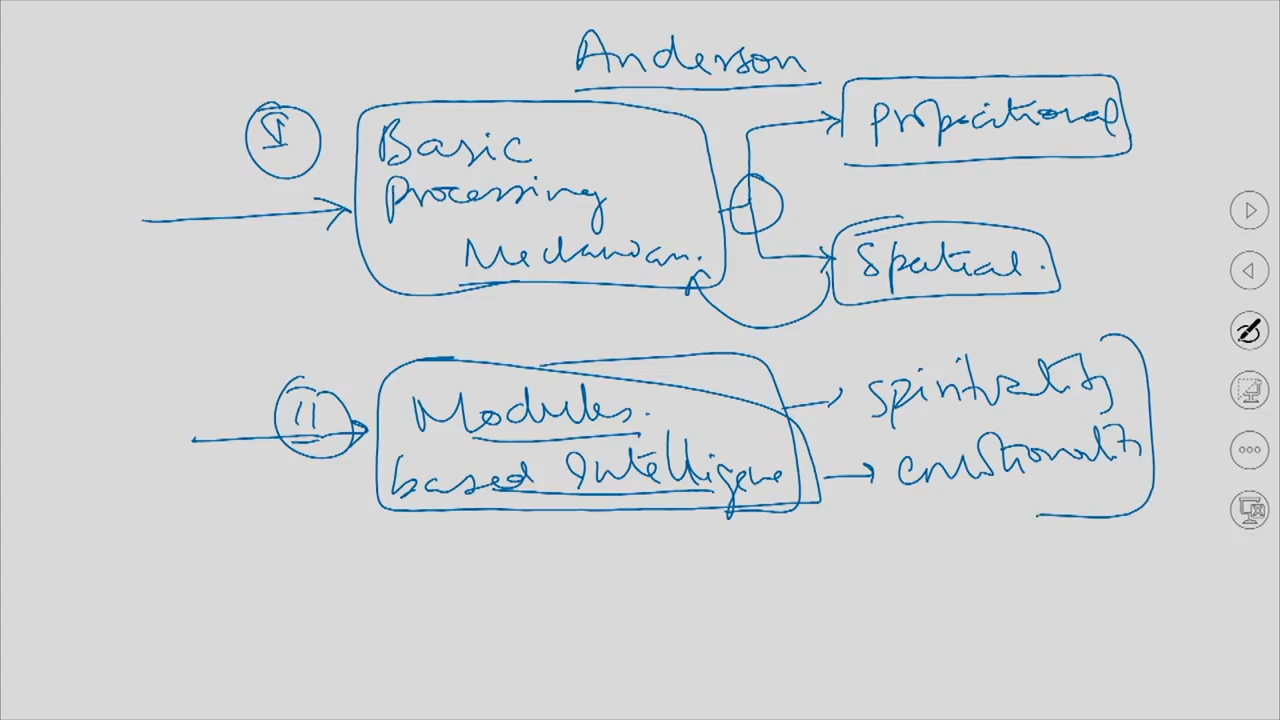 Anderson
I
Basic
Processing
Mechanism.
Propositional
Spatial.
II
Modules.
based Intelligence
spirituality
emotionality